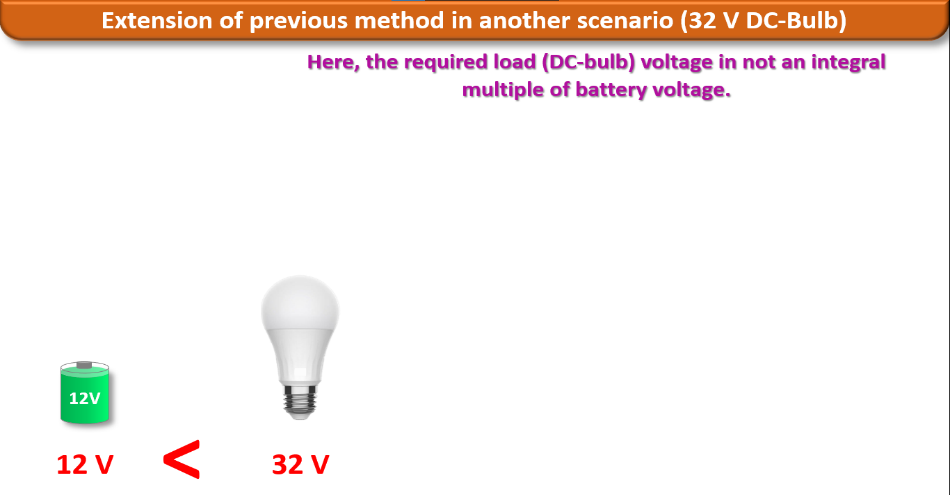 Extension of previous method in another scenario (32 V DC-Bulb)
Here, the required load (DC-bulb) voltage in not an integral
multiple of battery voltage.
12V
12 V < 32 V